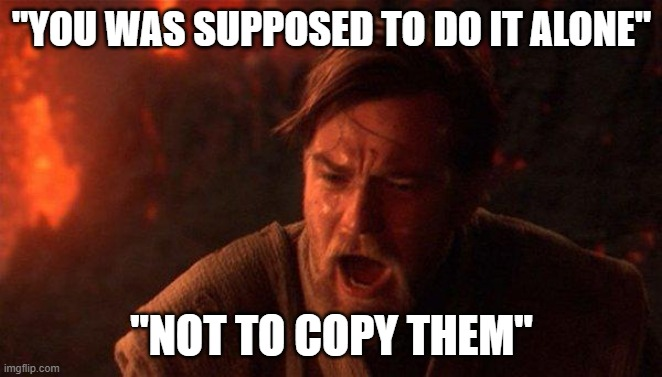 "YOU WAS SUPPOSED TO DO IT ALONE"
"NOT TO COPY THEM"
imgflip.com